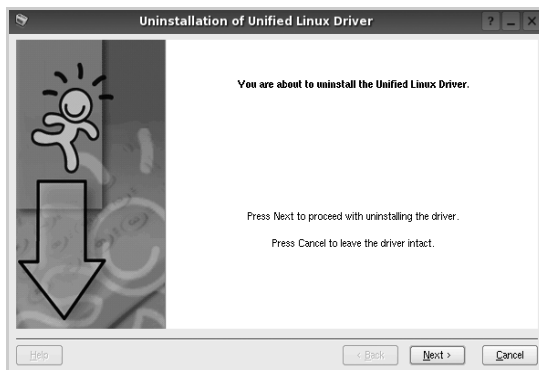 Uninstallation of Unified Linux Driver
You are about to uninstall the Unified Linux Driver.
Press Next to proceed with uninstalling the driver.
Press Cancel to leave the driver intact.
Help
< Back
Next >
Cancel